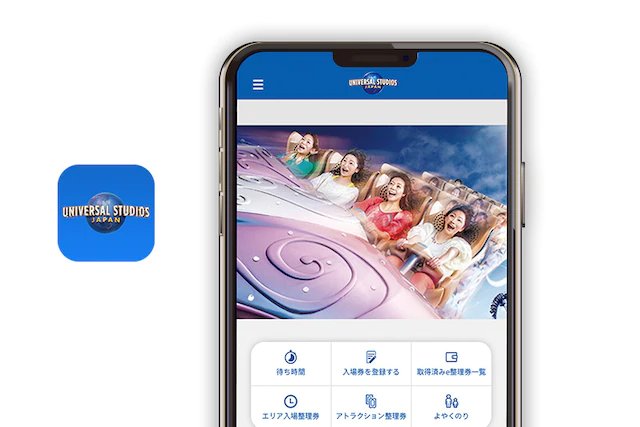 UNIVERSAL STUDIOS
JAPAN
UNIVERSAL STUDIOS
JAPAN
待ち時間
入場券を登録する
取得済みe整理券一覧
エリア入場整理券
アトラクション整理券
よやくのり